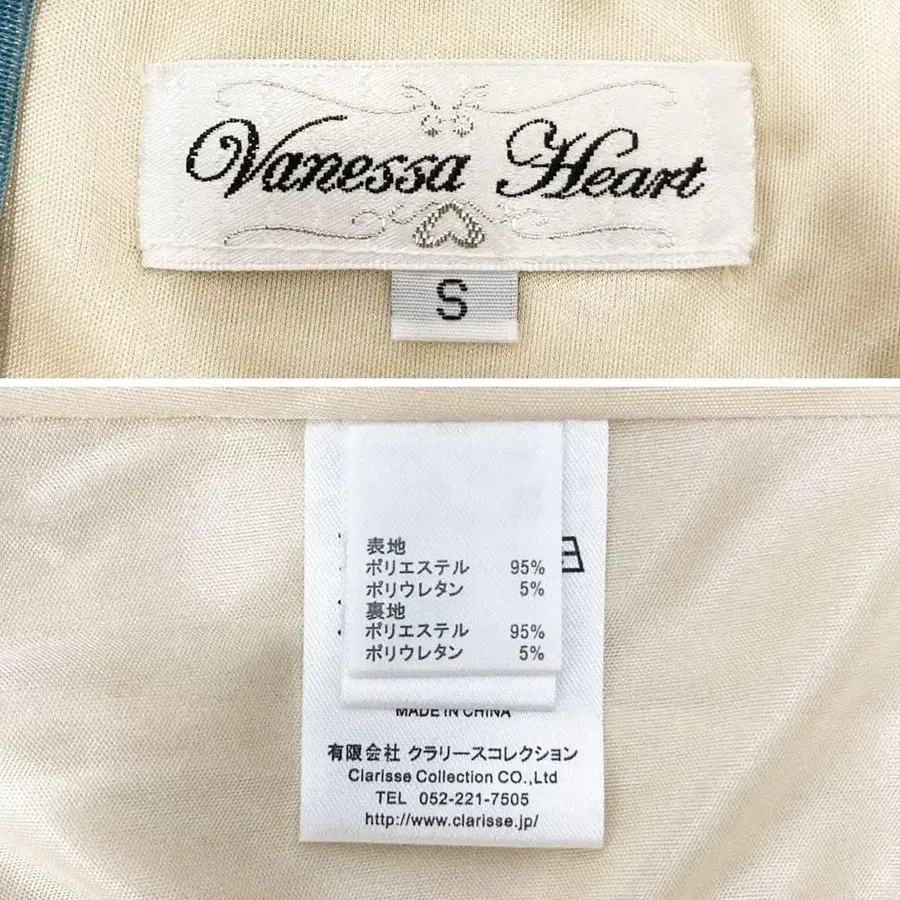 Vanessa Heart
S
表地
ポリエステル 95%
ポリウレタン 5%
裏地
ポリエステル 95%
ポリウレタン 5%
MADE IN CHINA
有限会社 クラリースコレクション
Clarisse Collection CO.,Ltd
TEL 052-221-7505
http://www.clarisse.jp/